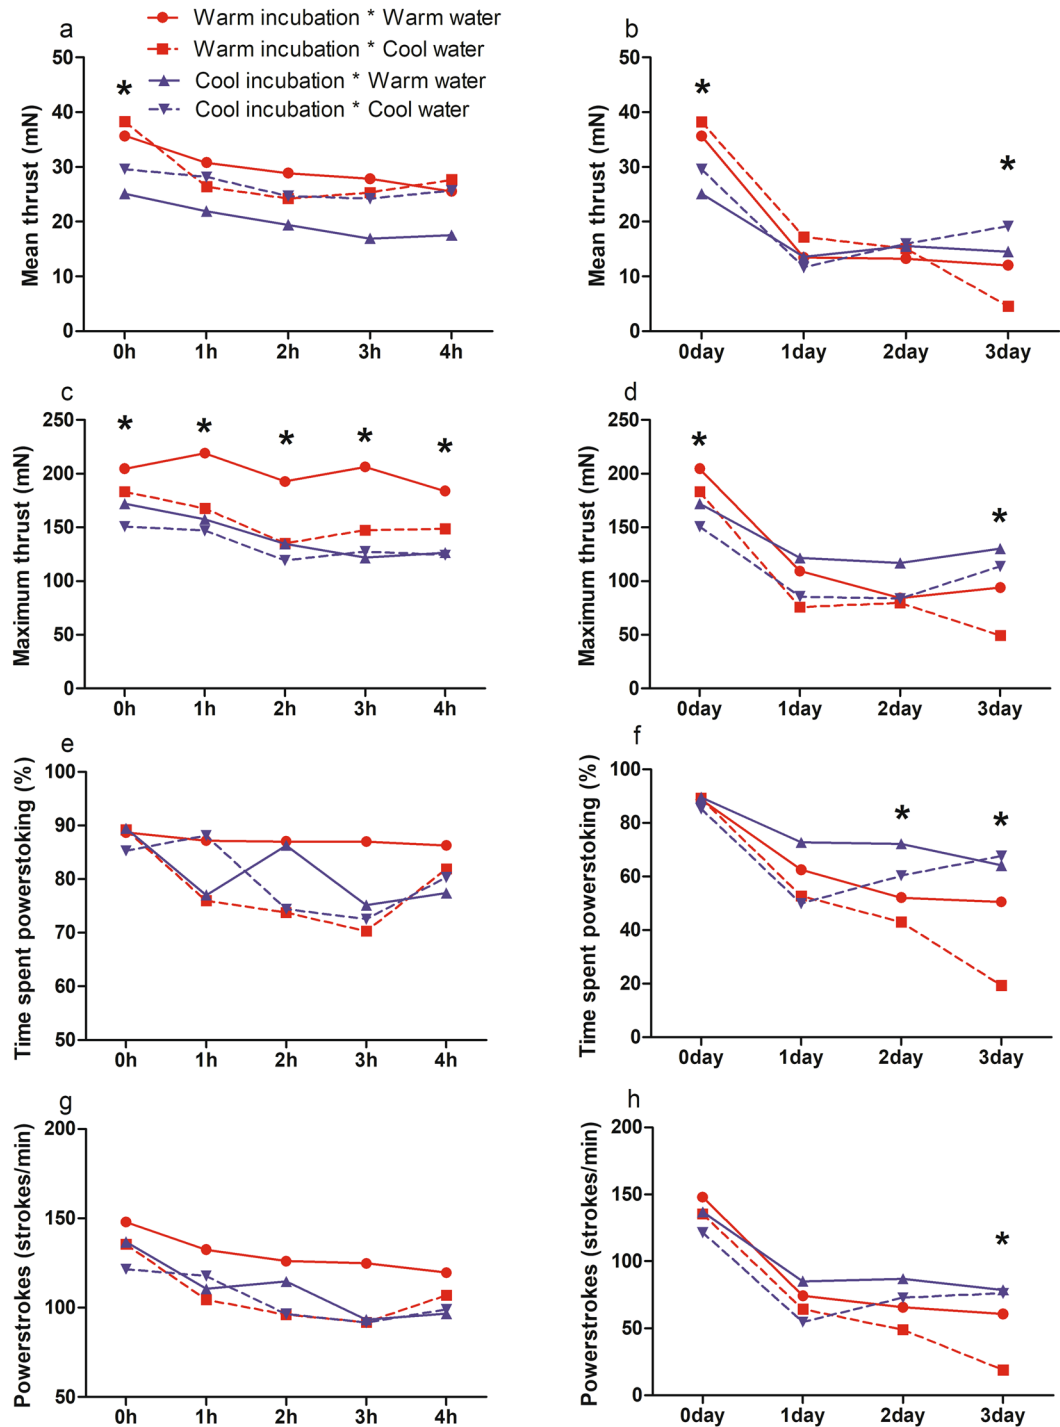 a
Warm incubation * Warm water
Warm incubation * Cool water
Cool incubation * Warm water
Cool incubation * Cool water
Mean thrust (mN)
50
40
30
20
10
0
*
0h 1h 2h 3h 4h
b
Mean thrust (mN)
50
40
30
20
10
0
* *
0day 1day 2day 3day
c
Maximum thrust (mN)
250
200
150
100
50
0
* * * * *
0h 1h 2h 3h 4h
d
Maximum thrust (mN)
250
200
150
100
50
0
* *
0day 1day 2day 3day
e
Time spent powerstoking (%)
100
90
80
70
60
50
0h 1h 2h 3h 4h
f
Time spent powerstoking (%)
100
80
60
40
20
0
* *
0day 1day 2day 3day
g
Powerstrokes (strokes/min)
200
150
100
50
0h 1h 2h 3h 4h
h
Powerstrokes (strokes/min)
200
150
100
50
0
*
0day 1day 2day 3day